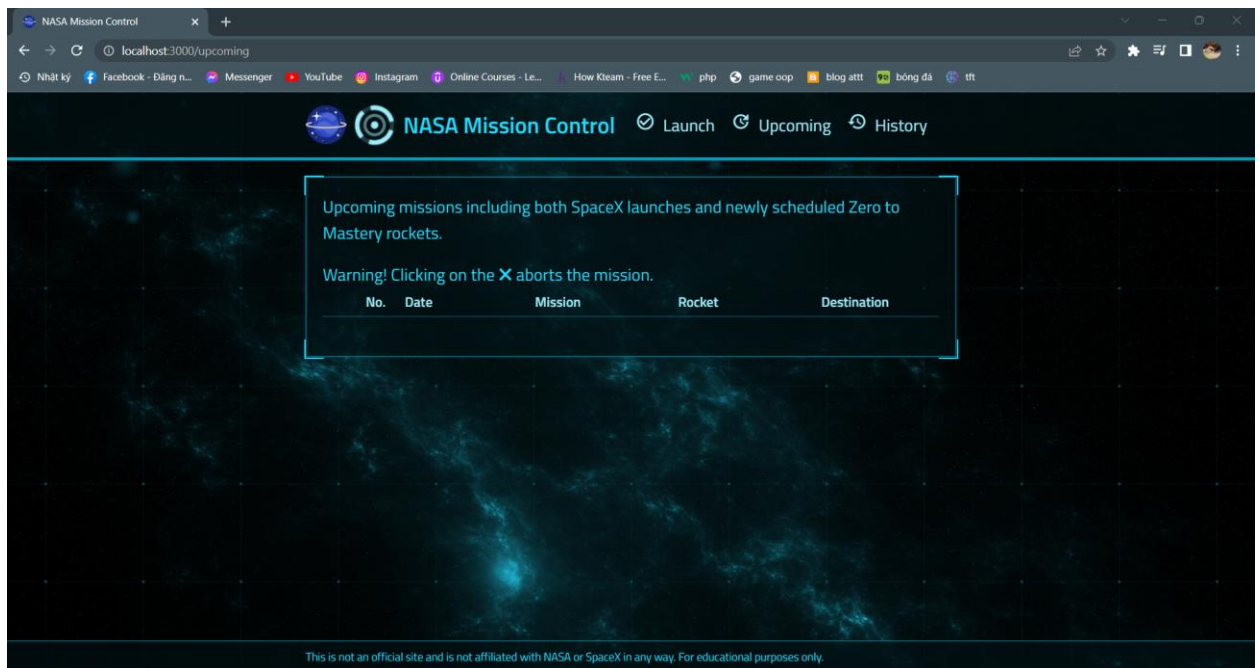 NASA Mission Control
localhost:3000/upcoming
Nhật ký Facebook - Đăng n... Messenger YouTube Instagram Online Courses - Le... How Kteam - Free E... php game oop blog attt bóng đá tft
NASA Mission Control Launch Upcoming History
Upcoming missions including both SpaceX launches and newly scheduled Zero to
Mastery rockets.
Warning! Clicking on the ✕ aborts the mission.
No. Date Mission Rocket Destination
This is not an official site and is not affiliated with NASA or SpaceX in any way. For educational purposes only.